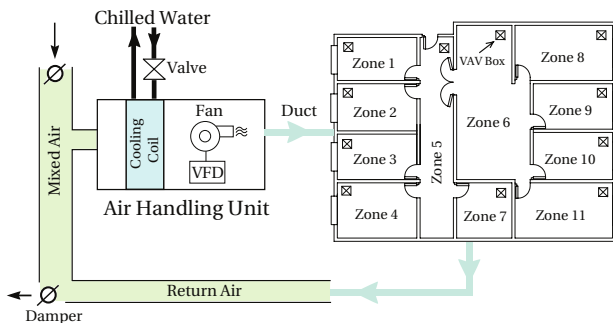 Chilled Water
Valve
Mixed Air
Cooling
Coil
Fan
VFD
Air Handling Unit
Duct
Zone 1
Zone 2
Zone 3
Zone 4
Zone 5
VAV Box
Zone 6
Zone 7
Zone 8
Zone 9
Zone 10
Zone 11
Return Air
Damper